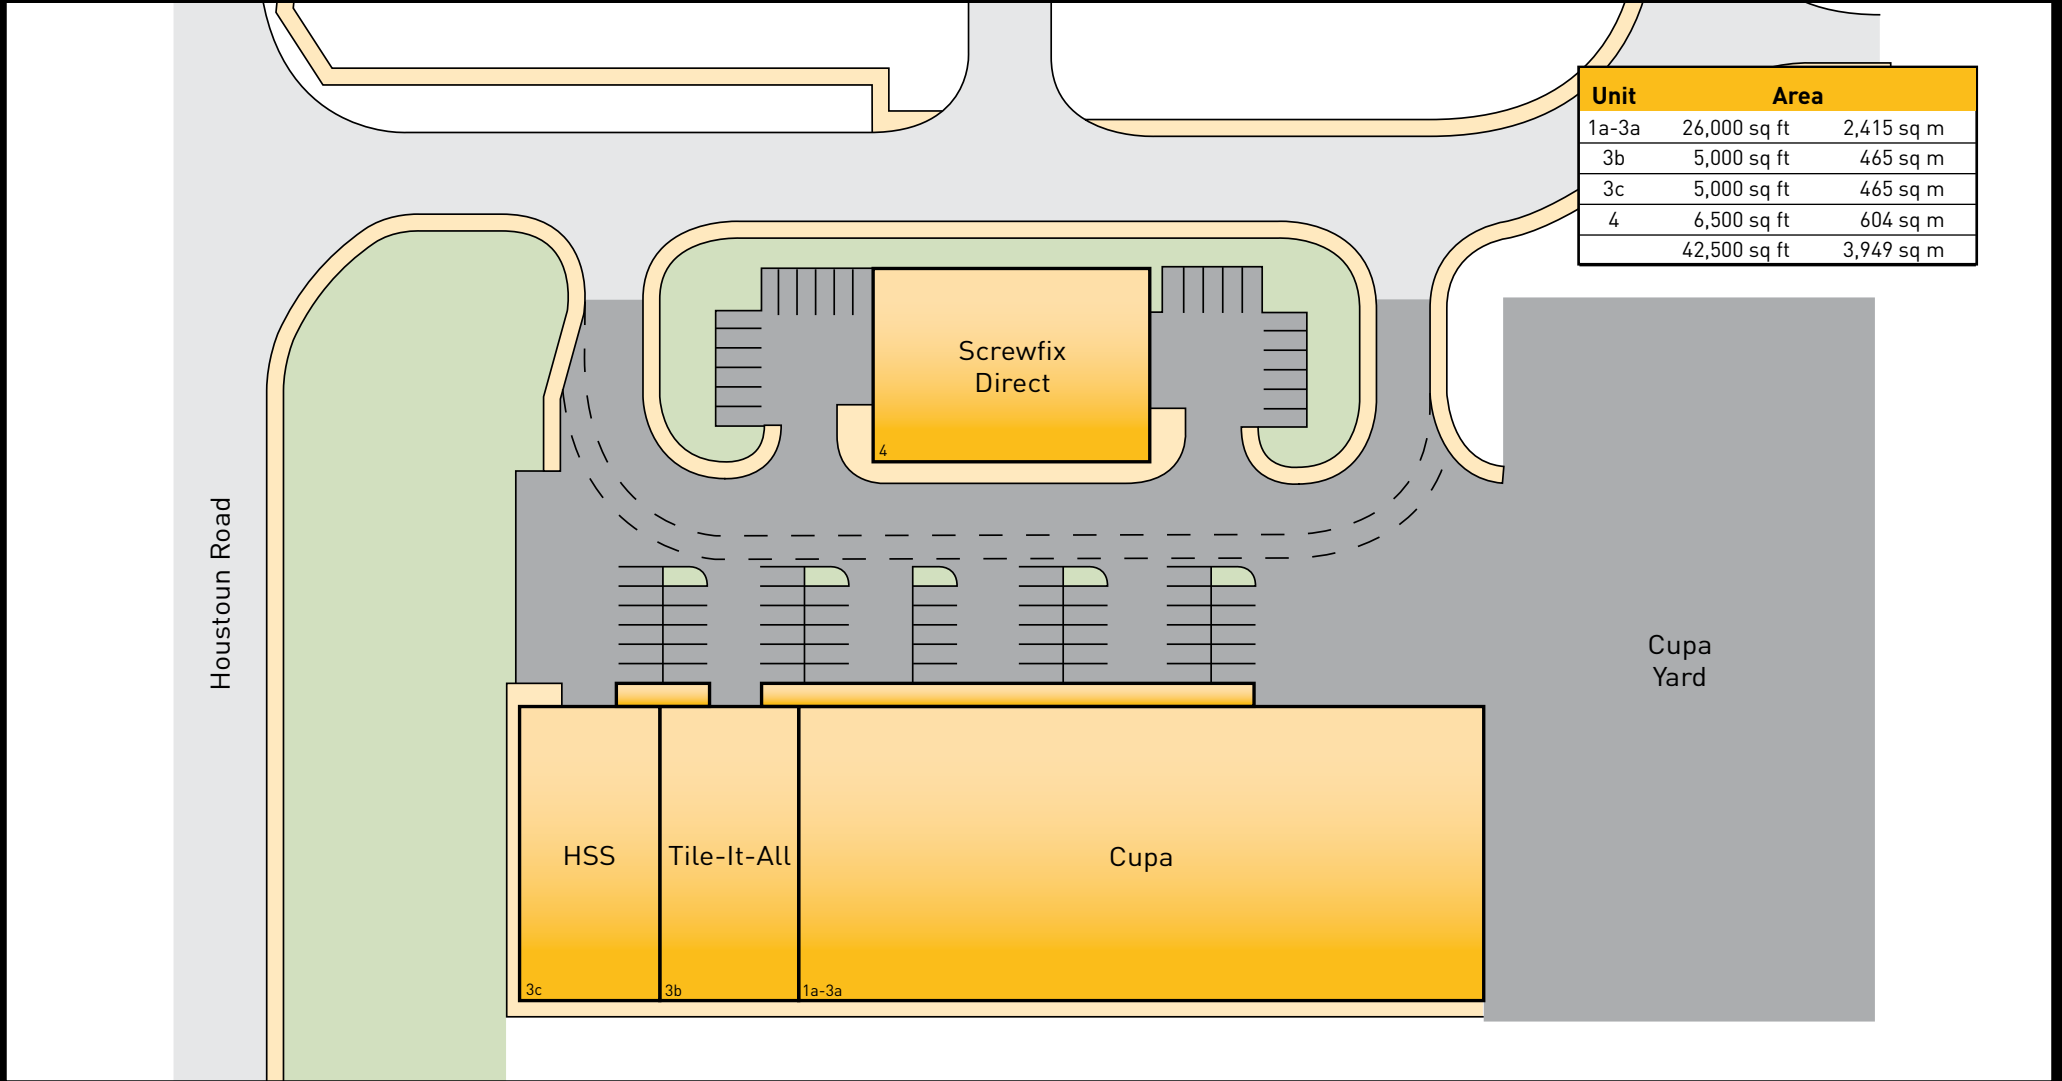 Unit Area
1a-3a 26,000 sq ft 2,415 sq m
3b 5,000 sq ft 465 sq m
3c 5,000 sq ft 465 sq m
4 6,500 sq ft 604 sq m
42,500 sq ft 3,949 sq m
Screwfix
Direct
4
Houstoun Road
Cupa
Yard
HSS
Tile-It-All
Cupa
3c
3b
1a-3a